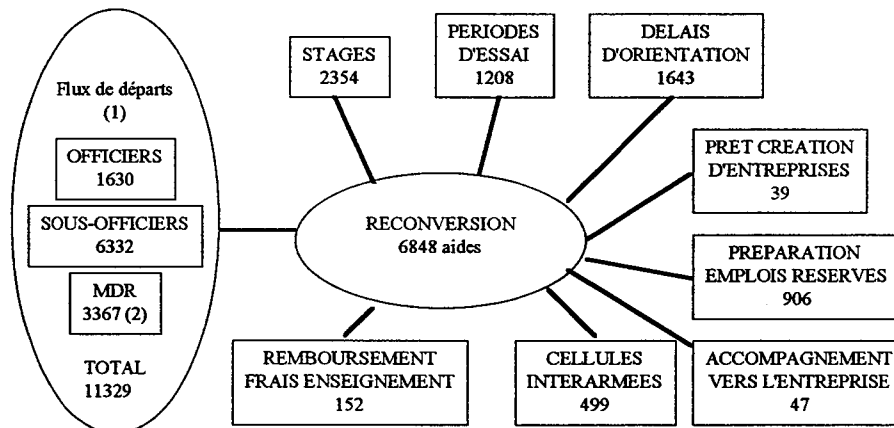 Flux de départs
(1)
OFFICIERS
1630
SOUS-OFFICIERS
6332
MDR
3367 (2)
TOTAL
11329
STAGES
2354
PERIODES
D'ESSAI
1208
DELAIS
D'ORIENTATION
1643
RECONVERSION
6848 aides
PRET CREATION
D'ENTREPRISES
39
PREPARATION
EMPLOIS RESERVES
906
REMBOURSEMENT
FRAIS ENSEIGNEMENT
152
CELLULES
INTERARMEES
499
ACCOMPAGNEMENT
VERS L'ENTREPRISE
47